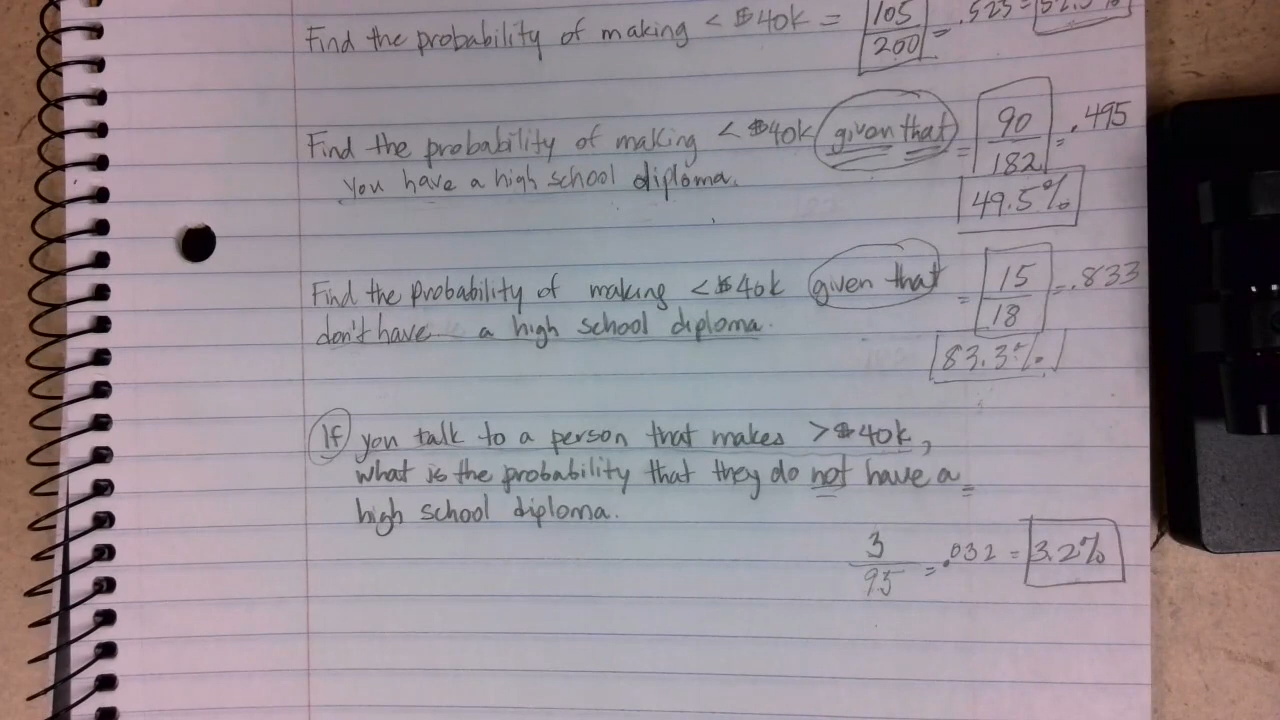 Find the probability of making < $40k = 105/200 = .525 =
Find the probability of making < $40k given that = 90/182 = .495
you have a high school diploma.
49.5%
Find the probability of making < $40k given that = 15/18 = .833
don't have a high school diploma.
83.3%
If you talk to a person that makes > $40k,
what is the probability that they do not have a
high school diploma.
3/95 = .032 = 3.2%